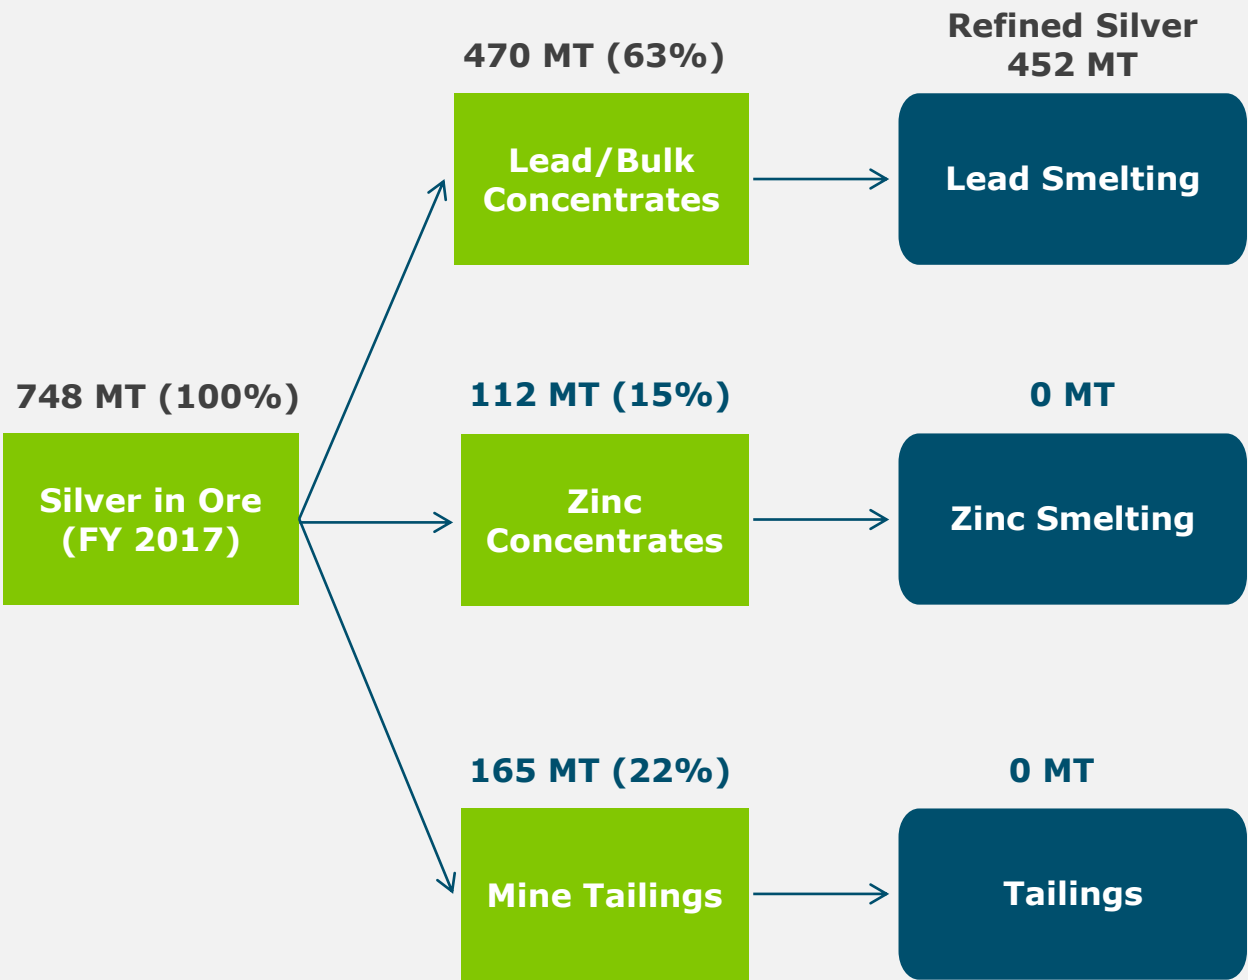 Refined Silver
452 MT
470 MT (63%)
Lead/Bulk
Concentrates
Lead Smelting
748 MT (100%)
112 MT (15%)
0 MT
Silver in Ore
(FY 2017)
Zinc
Concentrates
Zinc Smelting
165 MT (22%)
0 MT
Mine Tailings
Tailings